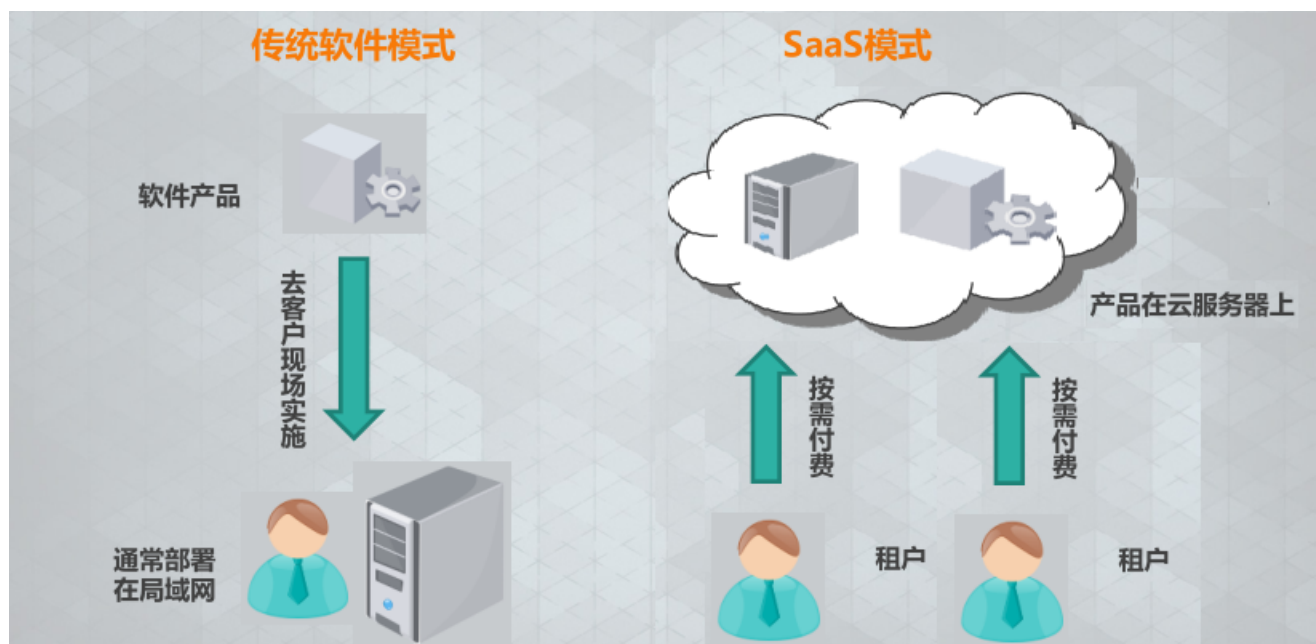 传统软件模式
软件产品
去客户现场实施
通常部署
在局域网
SaaS模式
产品在云服务器上
按需付费
按需付费
租户
租户